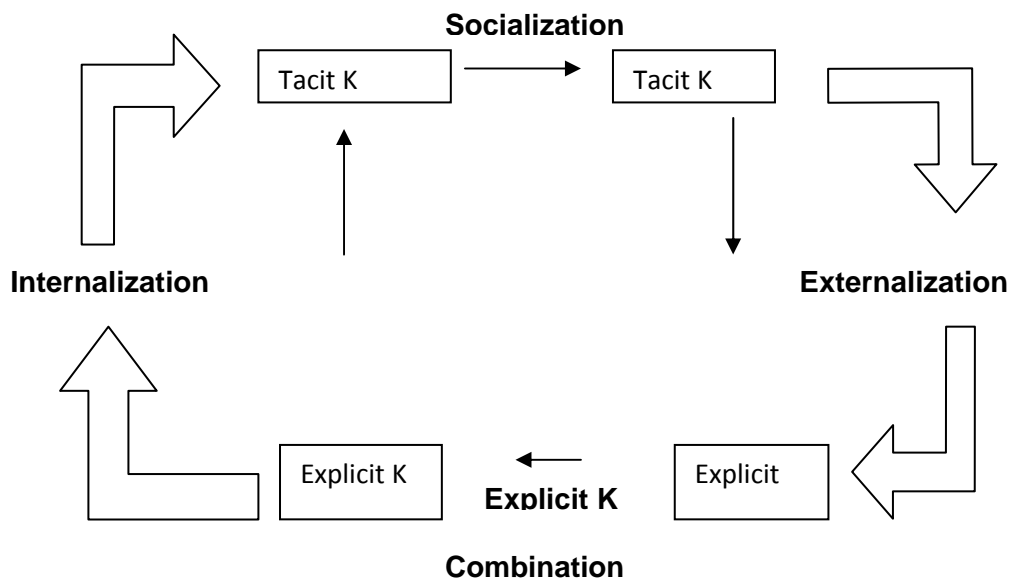 Socialization
Tacit K
Tacit K
Internalization
Externalization
Explicit K
Explicit K
Explicit
Combination